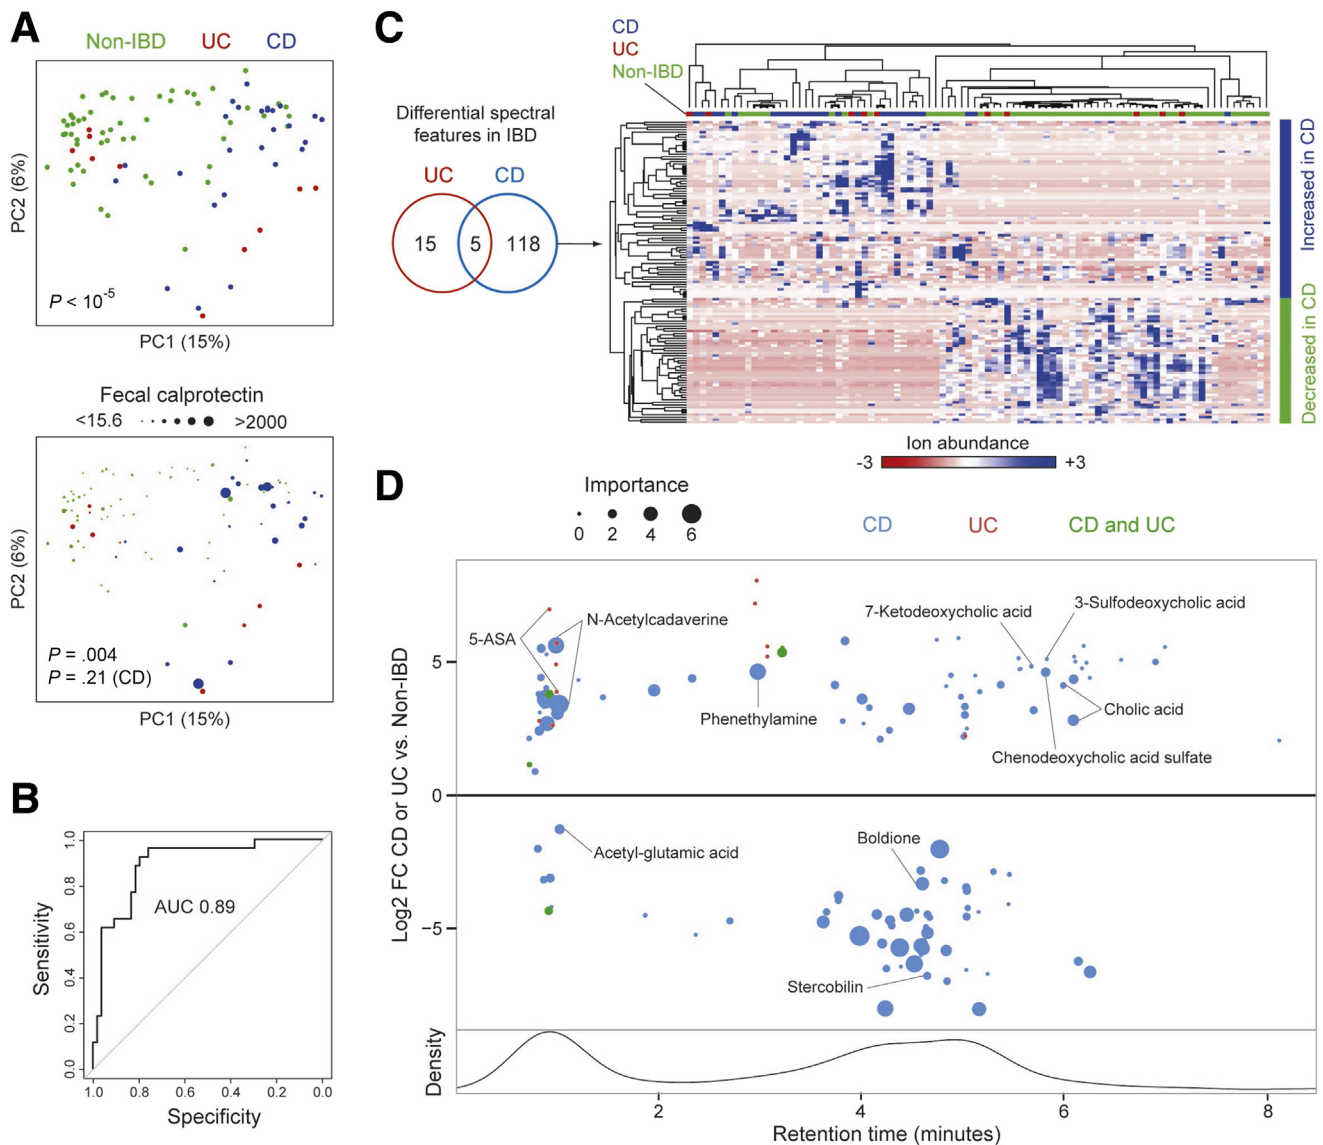 A
Non-IBD UC CD
PC2 (6%)
P < 10-5
PC1 (15%)
Fecal calprotectin
<15.6 >2000
PC2 (6%)
P = .004
P = .21 (CD)
PC1 (15%)
B
Sensitivity
1.0
0.8
0.6
0.4
0.2
0.0
AUC 0.89
1.0 0.8 0.6 0.4 0.2 0.0
Specificity
C
CD
UC
Non-IBD
Differential spectral
features in IBD
UC CD
15 5 118
Increased in CD
Decreased in CD
Ion abundance
-3 +3
D
Importance
0 2 4 6
CD UC CD and UC
Log2 FC CD or UC vs. Non-IBD
5
0
−5
5-ASA
N-Acetylcadaverine
Phenethylamine
7-Ketodeoxycholic acid
3-Sulfodeoxycholic acid
Cholic acid
Chenodeoxycholic acid sulfate
Acetyl-glutamic acid
Boldione
Stercobilin
Density
2 4 6 8
Retention time (minutes)